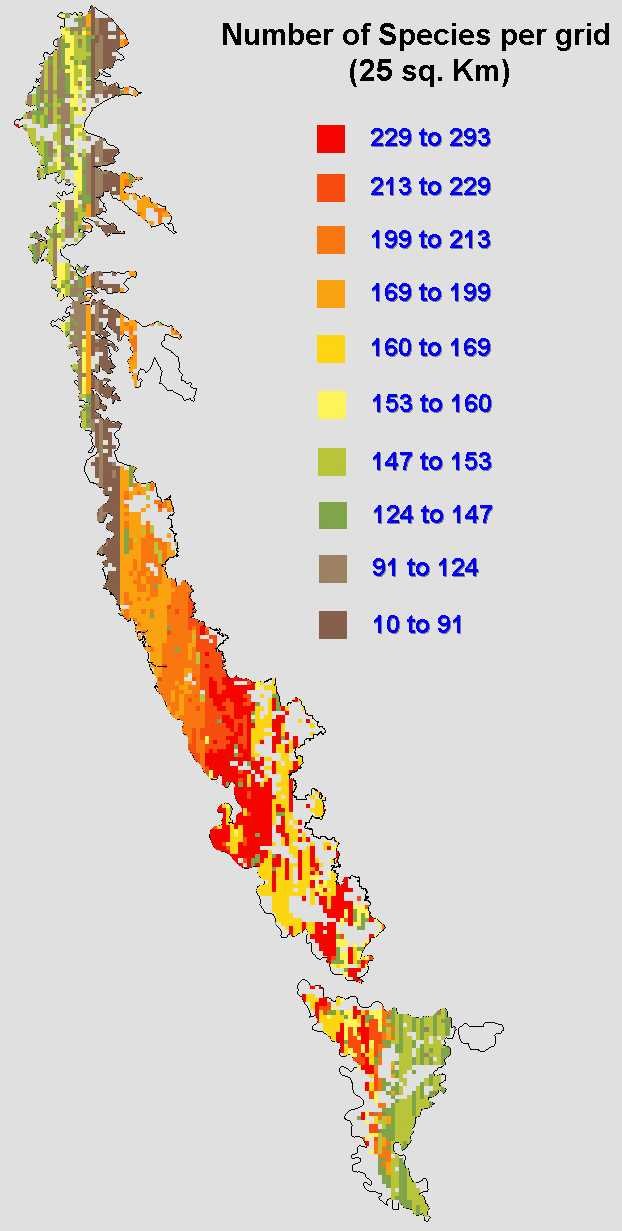 Number of Species per grid
(25 sq. Km)
229 to 293
213 to 229
199 to 213
169 to 199
160 to 169
153 to 160
147 to 153
124 to 147
91 to 124
10 to 91